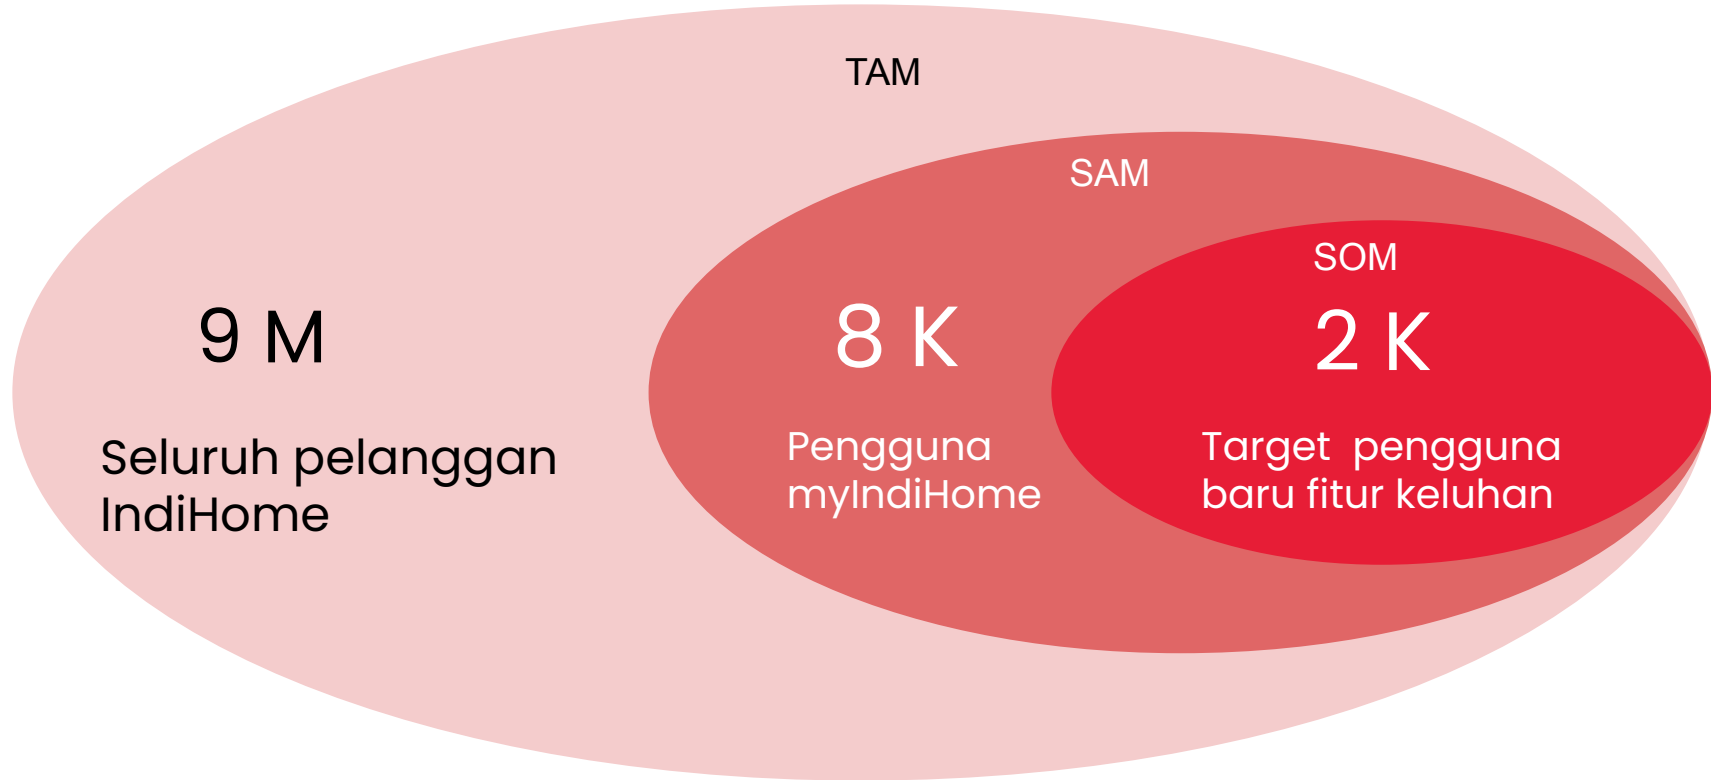 TAM
SAM
SOM
9 M
8 K
2 K
Seluruh pelanggan
IndiHome
Pengguna
myIndiHome
Target pengguna
baru fitur keluhan